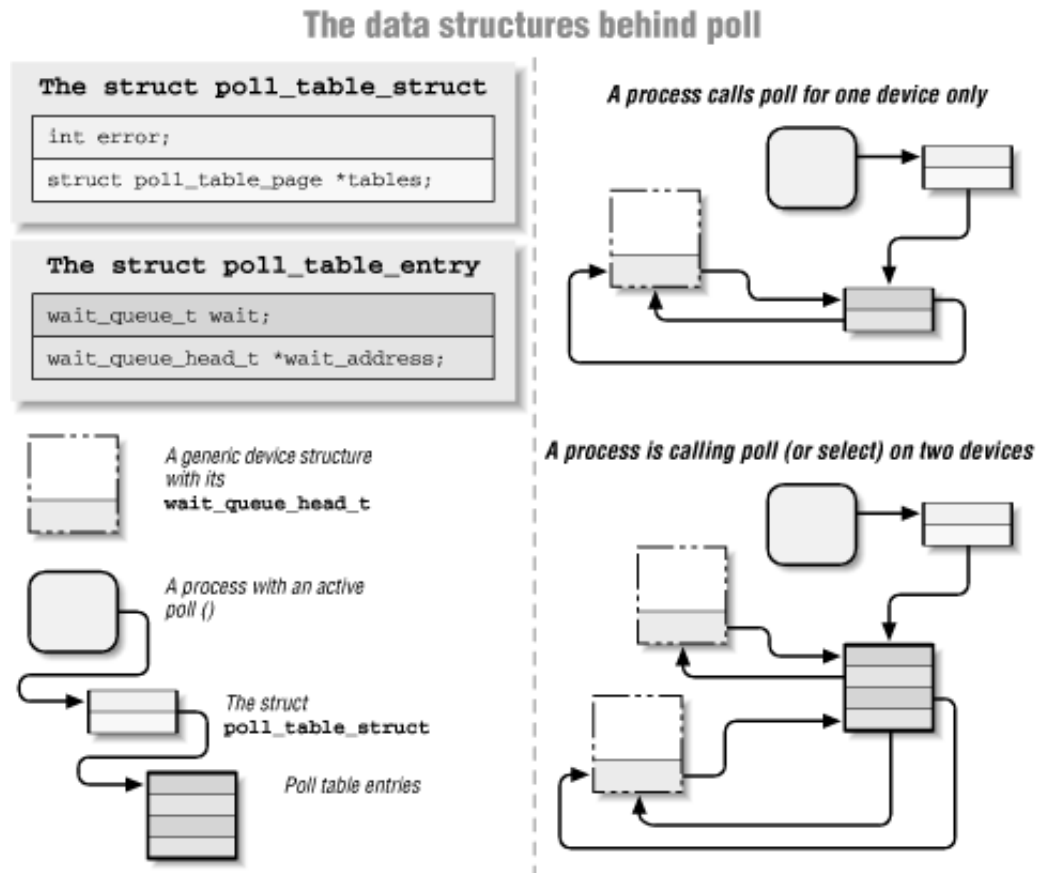 The data structures behind poll
The struct poll_table_struct
int error;
struct poll_table_page *tables;
The struct poll_table_entry
wait_queue_t wait;
wait_queue_head_t *wait_address;
A generic device structure
with its
wait_queue_head_t
A process with an active
poll ()
The struct
poll_table_struct
Poll table entries
A process calls poll for one device only
A process is calling poll (or select) on two devices